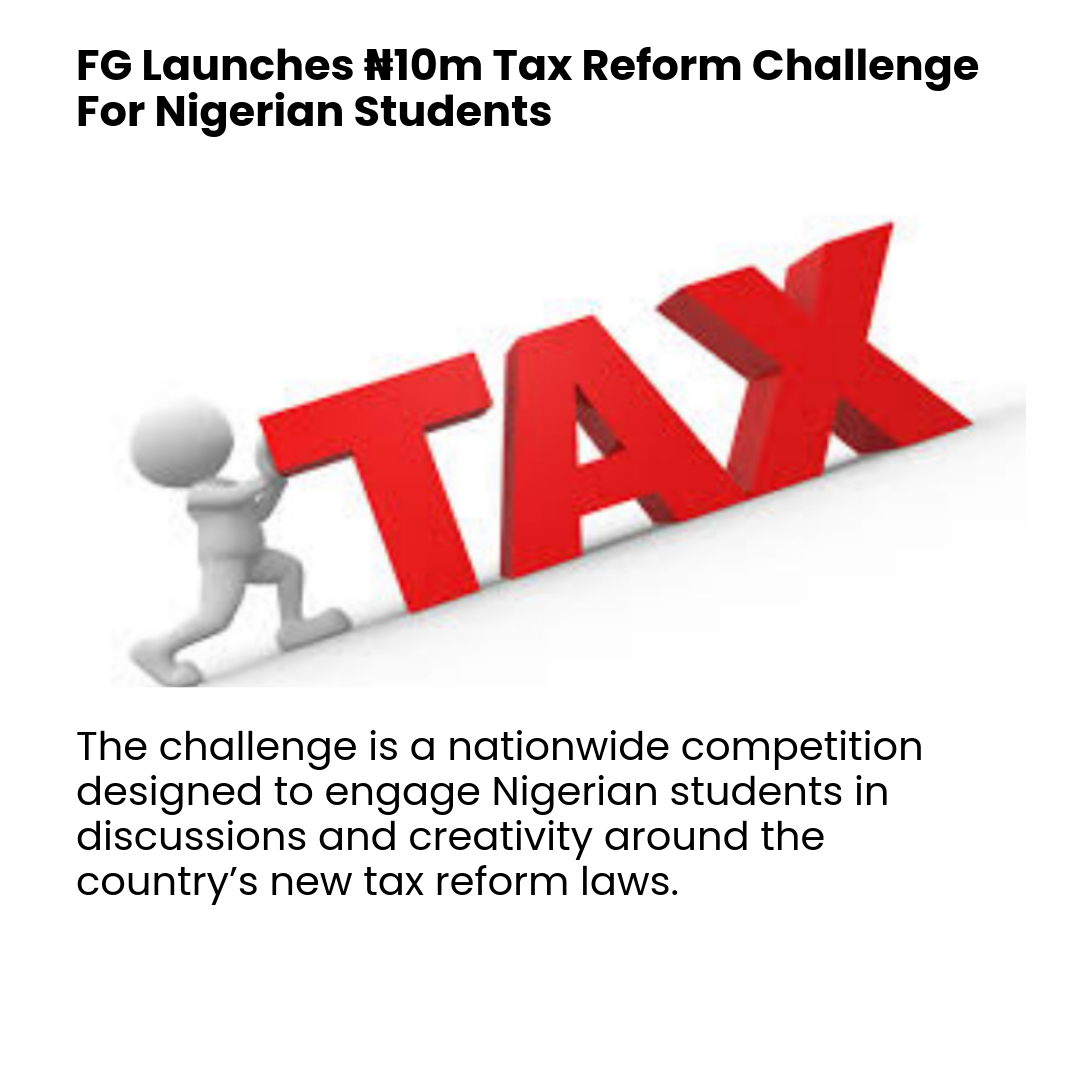 FG Launches ₦10m Tax Reform Challenge
For Nigerian Students
TAX
The challenge is a nationwide competition
designed to engage Nigerian students in
discussions and creativity around the
country’s new tax reform laws.